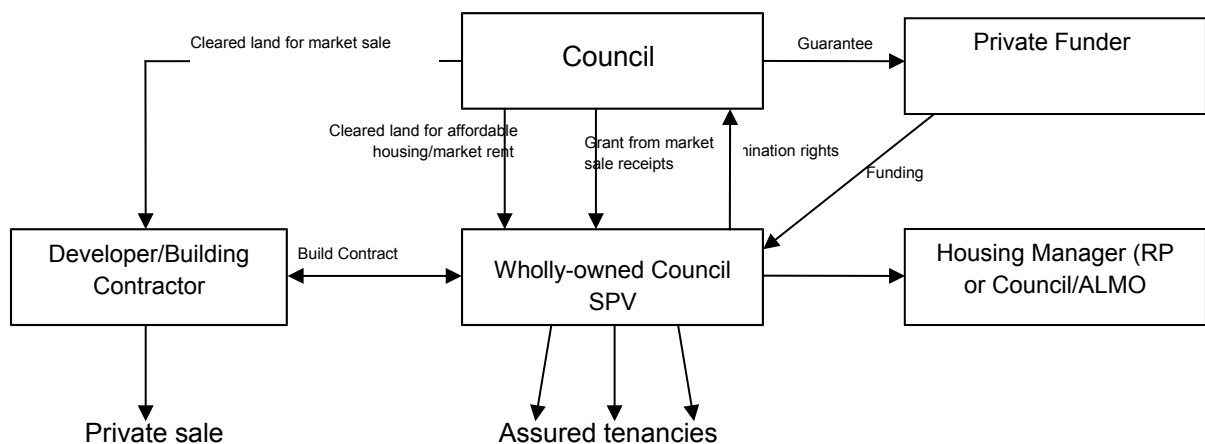 Cleared land for market sale
Council
Guarantee
Private Funder
Cleared land for affordable
housing/market rent
Grant from market
sale receipts
mination rights
Funding
Developer/Building
Contractor
Build Contract
Wholly-owned Council
SPV
Housing Manager (RP
or Council/ALMO
Private sale
Assured tenancies